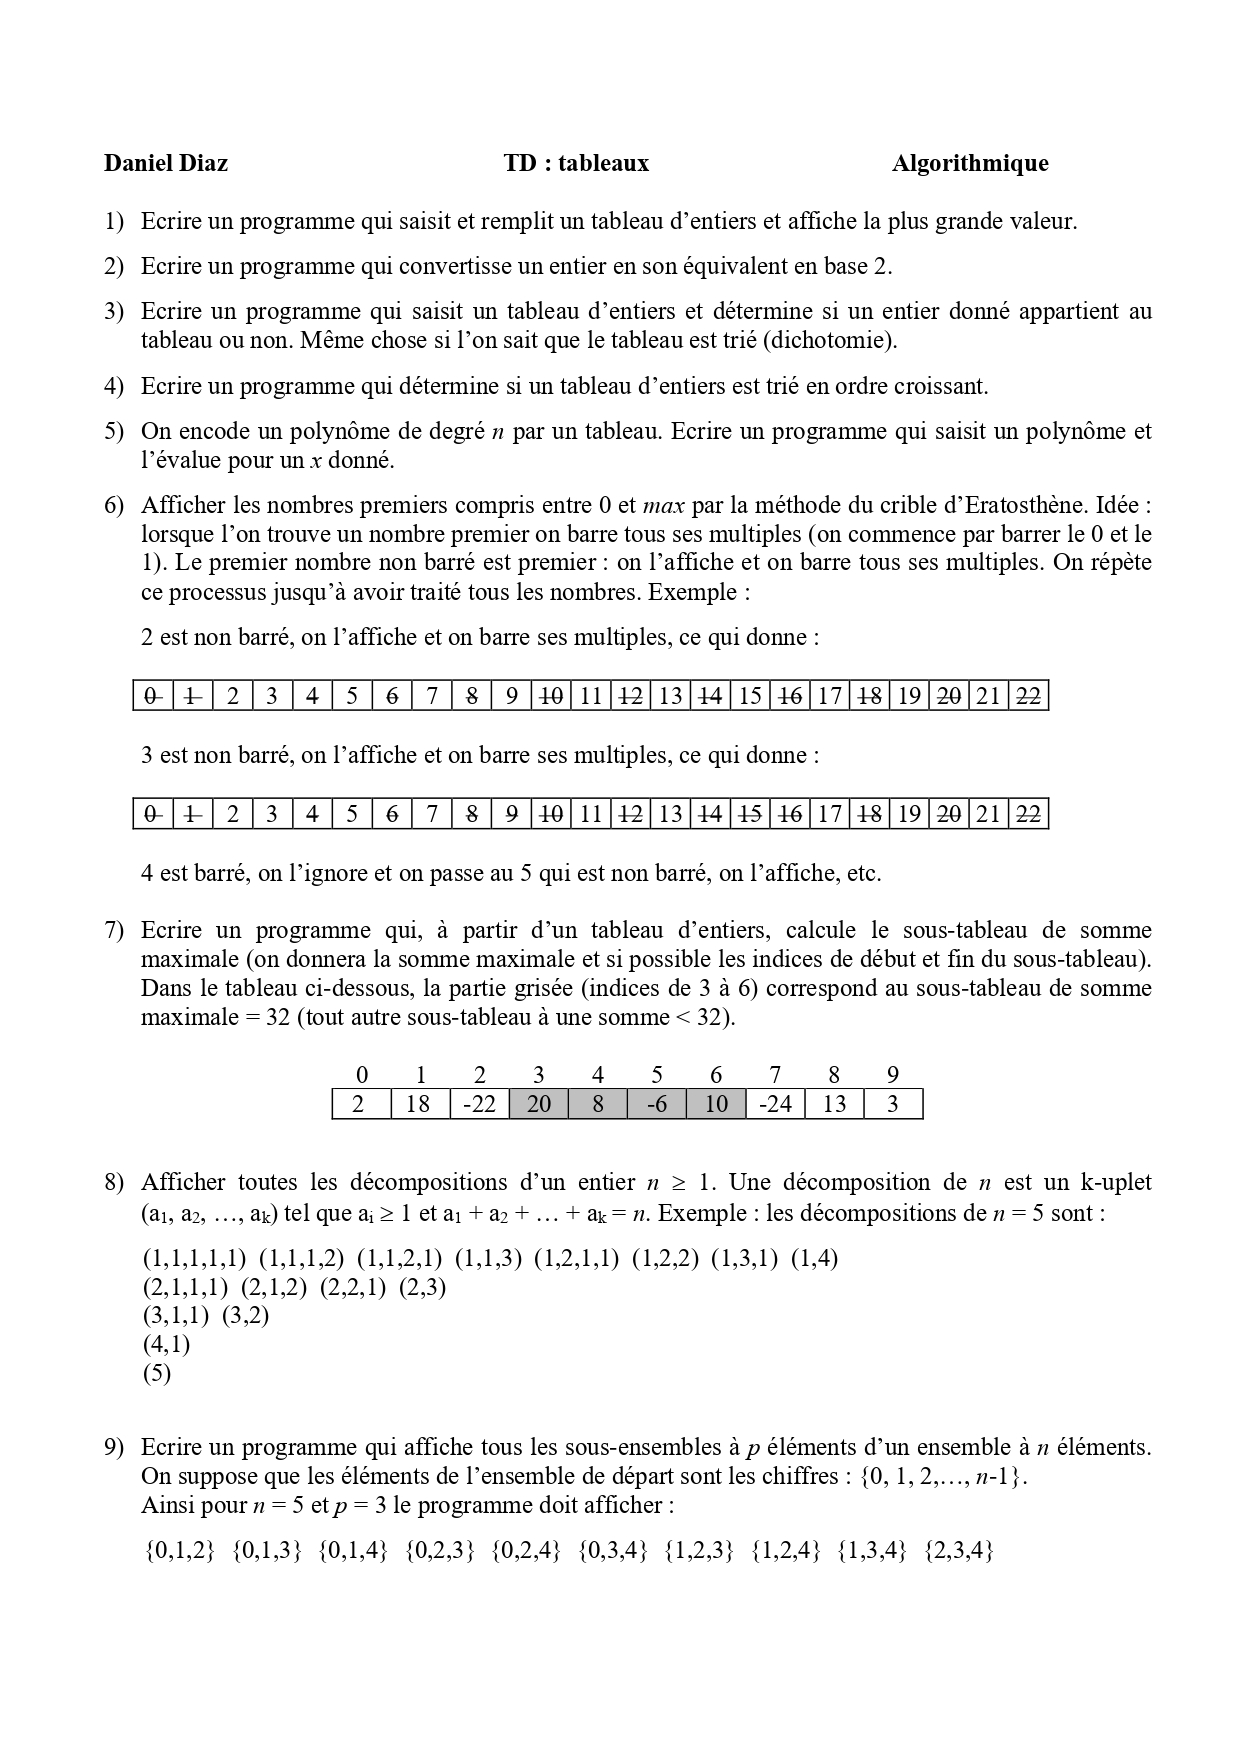 Daniel Diaz TD : tableaux Algorithmique
1) Ecrire un programme qui saisit et remplit un tableau d’entiers et affiche la plus grande valeur.
2) Ecrire un programme qui convertisse un entier en son équivalent en base 2.
3) Ecrire un programme qui saisit un tableau d’entiers et détermine si un entier donné appartient au
tableau ou non. Même chose si l’on sait que le tableau est trié (dichotomie).
4) Ecrire un programme qui détermine si un tableau d’entiers est trié en ordre croissant.
5) On encode un polynôme de degré n par un tableau. Ecrire un programme qui saisit un polynôme et
l’évalue pour un x donné.
6) Afficher les nombres premiers compris entre 0 et max par la méthode du crible d’Eratosthène. Idée :
lorsque l’on trouve un nombre premier on barre tous ses multiples (on commence par barrer le 0 et le
1). Le premier nombre non barré est premier : on l’affiche et on barre tous ses multiples. On répète
ce processus jusqu’à avoir traité tous les nombres. Exemple :
2 est non barré, on l’affiche et on barre ses multiples, ce qui donne :
0 1 2 3 4 5 6 7 8 9 10 11 12 13 14 15 16 17 18 19 20 21 22
3 est non barré, on l’affiche et on barre ses multiples, ce qui donne :
0 1 2 3 4 5 6 7 8 9 10 11 12 13 14 15 16 17 18 19 20 21 22
4 est barré, on l’ignore et on passe au 5 qui est non barré, on l’affiche, etc.
7) Ecrire un programme qui, à partir d’un tableau d’entiers, calcule le sous-tableau de somme
maximale (on donnera la somme maximale et si possible les indices de début et fin du sous-tableau).
Dans le tableau ci-dessous, la partie grisée (indices de 3 à 6) correspond au sous-tableau de somme
maximale = 32 (tout autre sous-tableau à une somme < 32).
0 1 2 3 4 5 6 7 8 9
2 18 -22 20 8 -6 10 -24 13 3
8) Afficher toutes les décompositions d’un entier n ≥ 1. Une décomposition de n est un k-uplet
(a₁, a₂, …, aₖ) tel que aᵢ ≥ 1 et a₁ + a₂ + … + aₖ = n. Exemple : les décompositions de n = 5 sont :
(1,1,1,1,1) (1,1,1,2) (1,1,2,1) (1,1,3) (1,2,1,1) (1,2,2) (1,3,1) (1,4)
(2,1,1,1) (2,1,2) (2,2,1) (2,3)
(3,1,1) (3,2)
(4,1)
(5)
9) Ecrire un programme qui affiche tous les sous-ensembles à p éléments d’un ensemble à n éléments.
On suppose que les éléments de l’ensemble de départ sont les chiffres : {0, 1, 2,…, n-1}.
Ainsi pour n = 5 et p = 3 le programme doit afficher :
{0,1,2} {0,1,3} {0,1,4} {0,2,3} {0,2,4} {0,3,4} {1,2,3} {1,2,4} {1,3,4} {2,3,4}